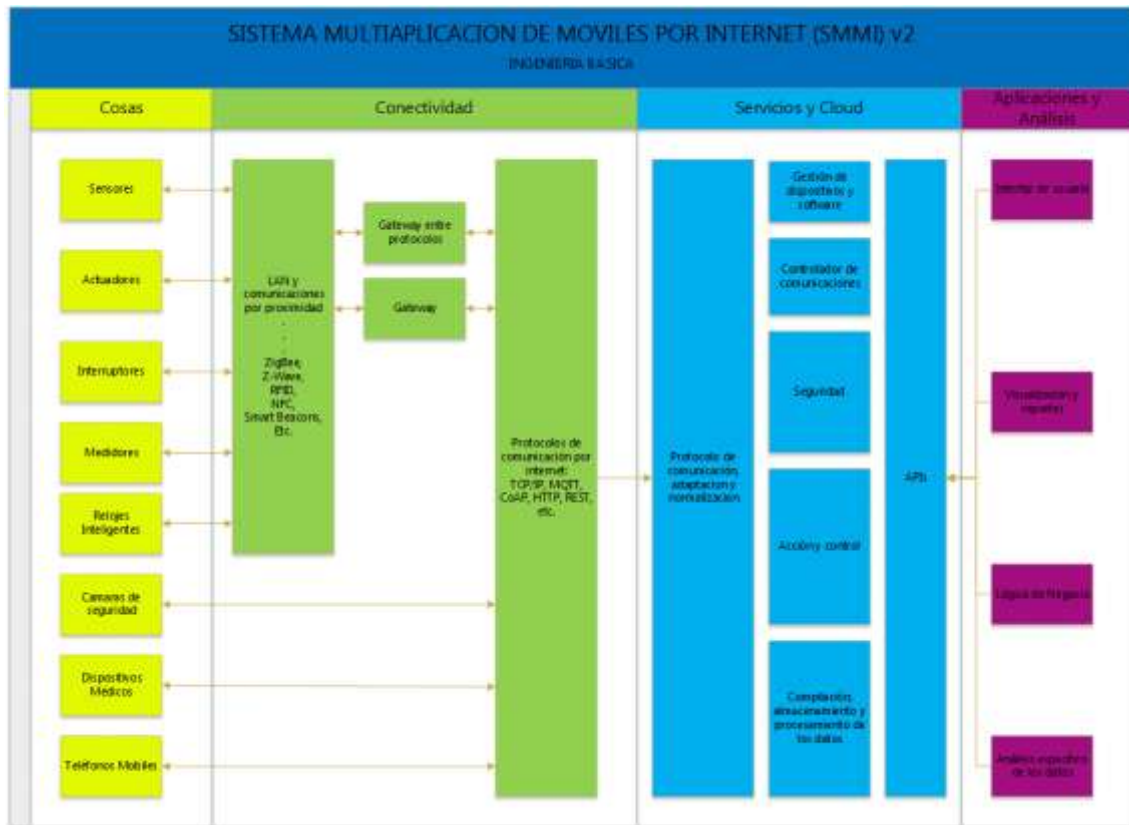 SISTEMA MULTIAPLICACION DE MOVILES POR INTERNET (SMMI) v2
INGENIERIA BASICA
Cosas
Conectividad
Servicios y Cloud
Aplicaciones y
Análisis
Sensores
Actuadores
Interruptores
Medidores
Relojes
Inteligentes
Camaras de
seguridad
Dispositivos
Médicos
Teléfonos Mobiles
LAN y
comunicaciones
por proximidad
.
.
.
ZigBee,
Z-Wave,
RFID,
NFC,
Smart Beacons,
Etc.
Gateway entre
protocolos
Gateway
Protocolos de
comunicación por
internet:
TCP/IP, MQTT,
CoAP, HTTP, REST,
etc.
Protocolo de
comunicación,
adaptacion y
normalizacion
Gestión de
dispositivos y
software
Controlador de
comunicaciones
Seguridad
Acción y control
Compilación,
almacenamiento y
procesamiento de
los datos
APIs
Interfaz de usuario
Visualización y
reportes
Lógica de Negocio
Análisis específico
de los datos